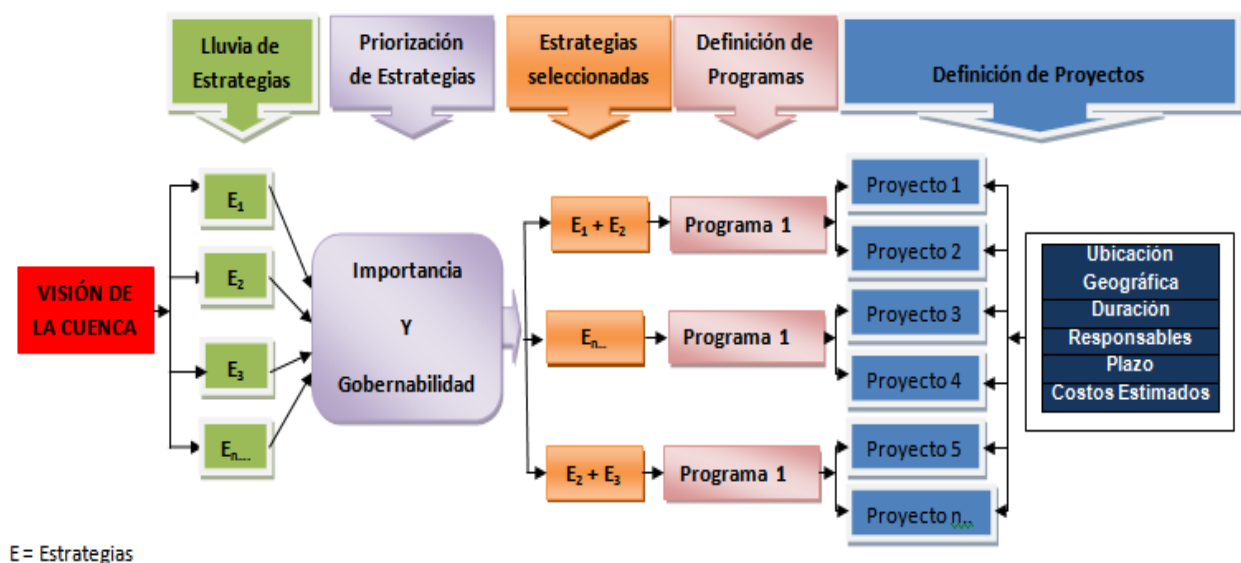 Lluvia de
Estrategias
Priorización
de Estrategias
Estrategias
seleccionadas
Definición de
Programas
Definición de Proyectos
VISIÓN DE
LA CUENCA
E1
E2
E3
En....
Importancia
Y
Gobernabilidad
E1 + E2
En...
E2 + E3
Programa 1
Programa 1
Programa 1
Proyecto 1
Proyecto 2
Proyecto 3
Proyecto 4
Proyecto 5
Proyecto n..
Ubicación
Geográfica
Duración
Responsables
Plazo
Costos Estimados
E = Estrategias